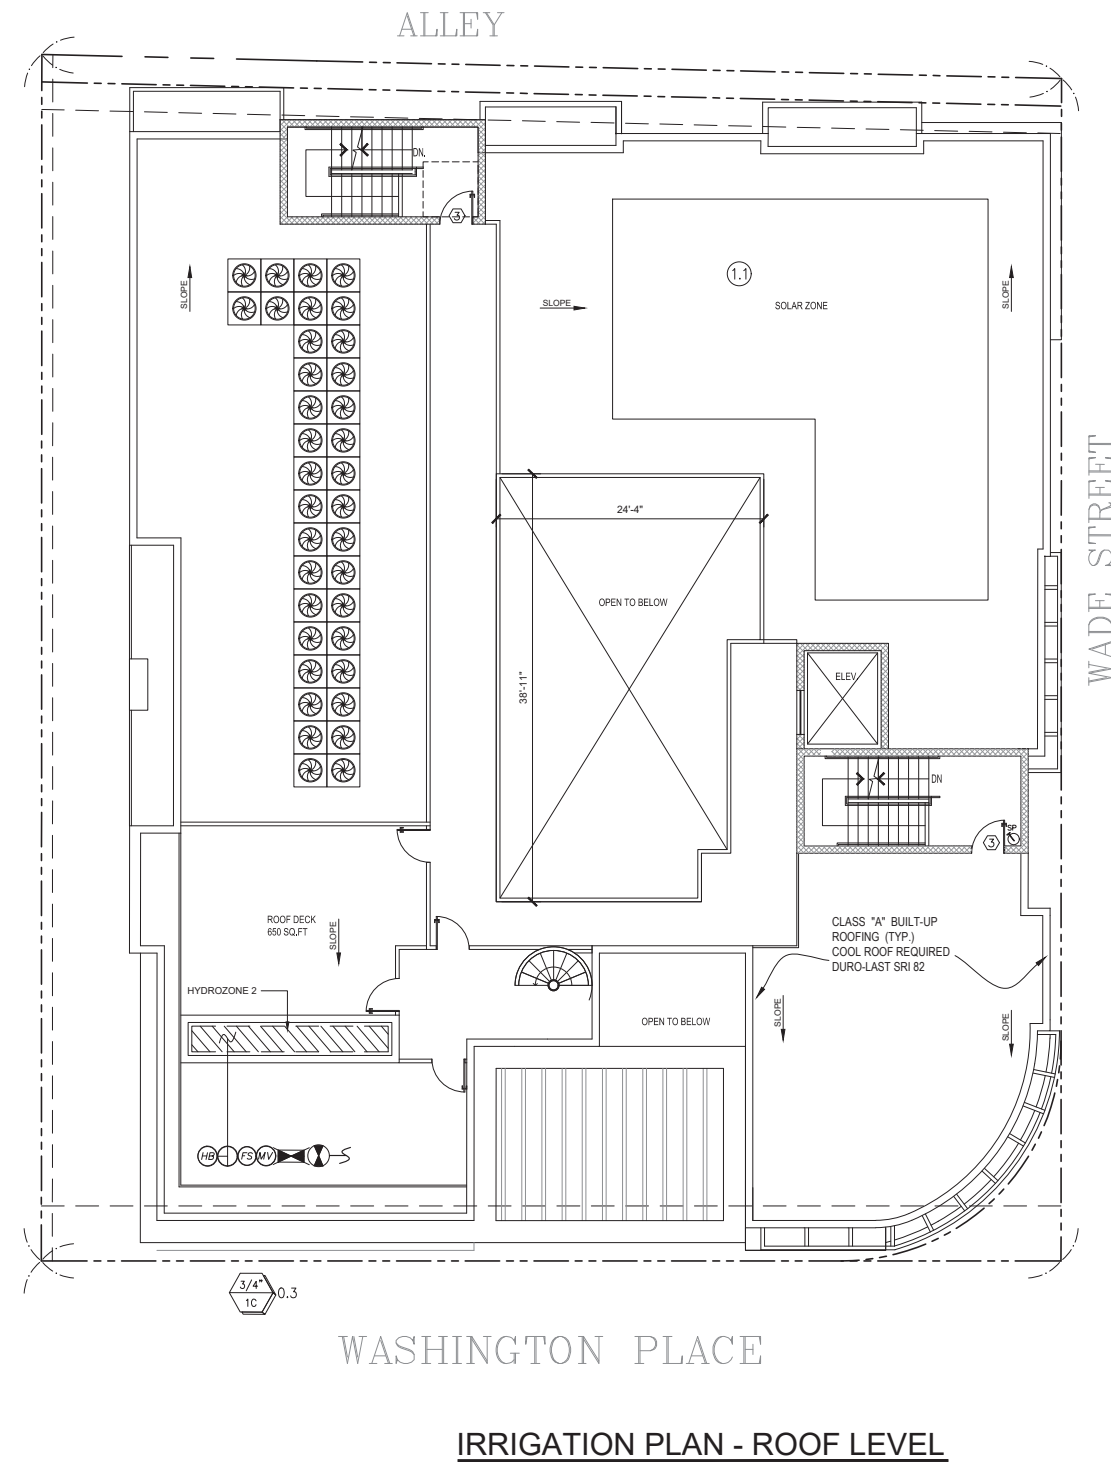 ALLEY
DN.
3
1.1
SLOPE
SLOPE
SOLAR ZONE
SLOPE
WADE STREET
24'-4"
OPEN TO BELOW
38'-11"
ELEV.
DN
SP
3
ROOF DECK
650 SQ.FT
SLOPE
CLASS "A" BUILT-UP
ROOFING (TYP.)
COOL ROOF REQUIRED
DURO-LAST SRI 82
HYDROZONE 2
OPEN TO BELOW
SLOPE
SLOPE
HB
FS
MV
3/4"
1C
0.3
WASHINGTON PLACE
IRRIGATION PLAN - ROOF LEVEL